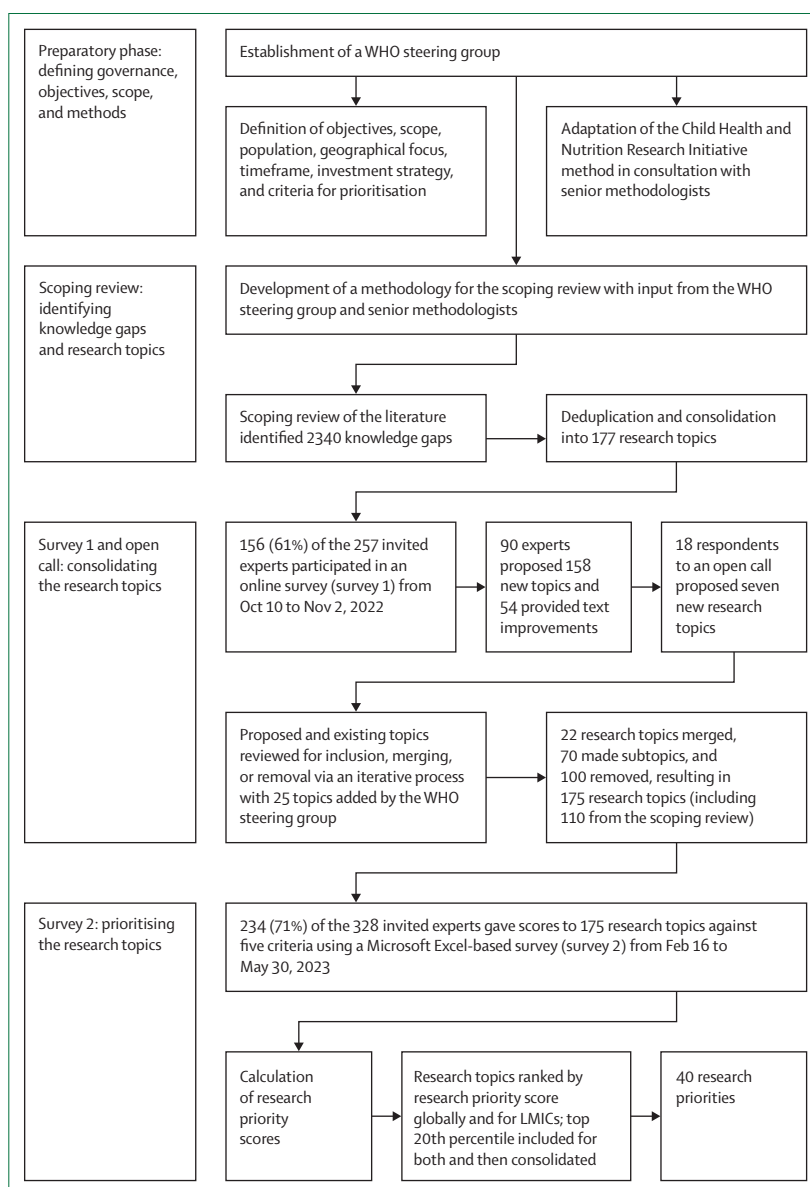 Preparatory phase:
defining governance,
objectives, scope,
and methods
Establishment of a WHO steering group
Definition of objectives, scope,
population, geographical focus,
timeframe, investment strategy,
and criteria for prioritisation
Adaptation of the Child Health and
Nutrition Research Initiative
method in consultation with
senior methodologists
Scoping review:
identifying
knowledge gaps
and research topics
Development of a methodology for the scoping review with input from the WHO
steering group and senior methodologists
Scoping review of the literature
identified 2340 knowledge gaps
Deduplication and consolidation
into 177 research topics
Survey 1 and open
call: consolidating
the research topics
156 (61%) of the 257 invited
experts participated in an
online survey (survey 1) from
Oct 10 to Nov 2, 2022
90 experts
proposed 158
new topics and
54 provided text
improvements
18 respondents
to an open call
proposed seven
new research
topics
Proposed and existing topics
reviewed for inclusion, merging,
or removal via an iterative process
with 25 topics added by the WHO
steering group
22 research topics merged,
70 made subtopics, and
100 removed, resulting in
175 research topics (including
110 from the scoping review)
Survey 2: prioritising
the research topics
234 (71%) of the 328 invited experts gave scores to 175 research topics against
five criteria using a Microsoft Excel-based survey (survey 2) from Feb 16 to
May 30, 2023
Calculation
of research
priority
scores
Research topics ranked by
research priority score
globally and for LMICs; top
20th percentile included for
both and then consolidated
40 research
priorities